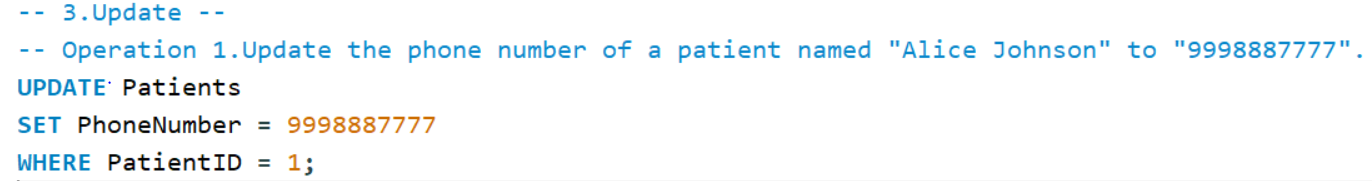 -- 3.Update --
-- Operation 1.Update the phone number of a patient named "Alice Johnson" to "9998887777".
UPDATE Patients
SET PhoneNumber = 9998887777
WHERE PatientID = 1;